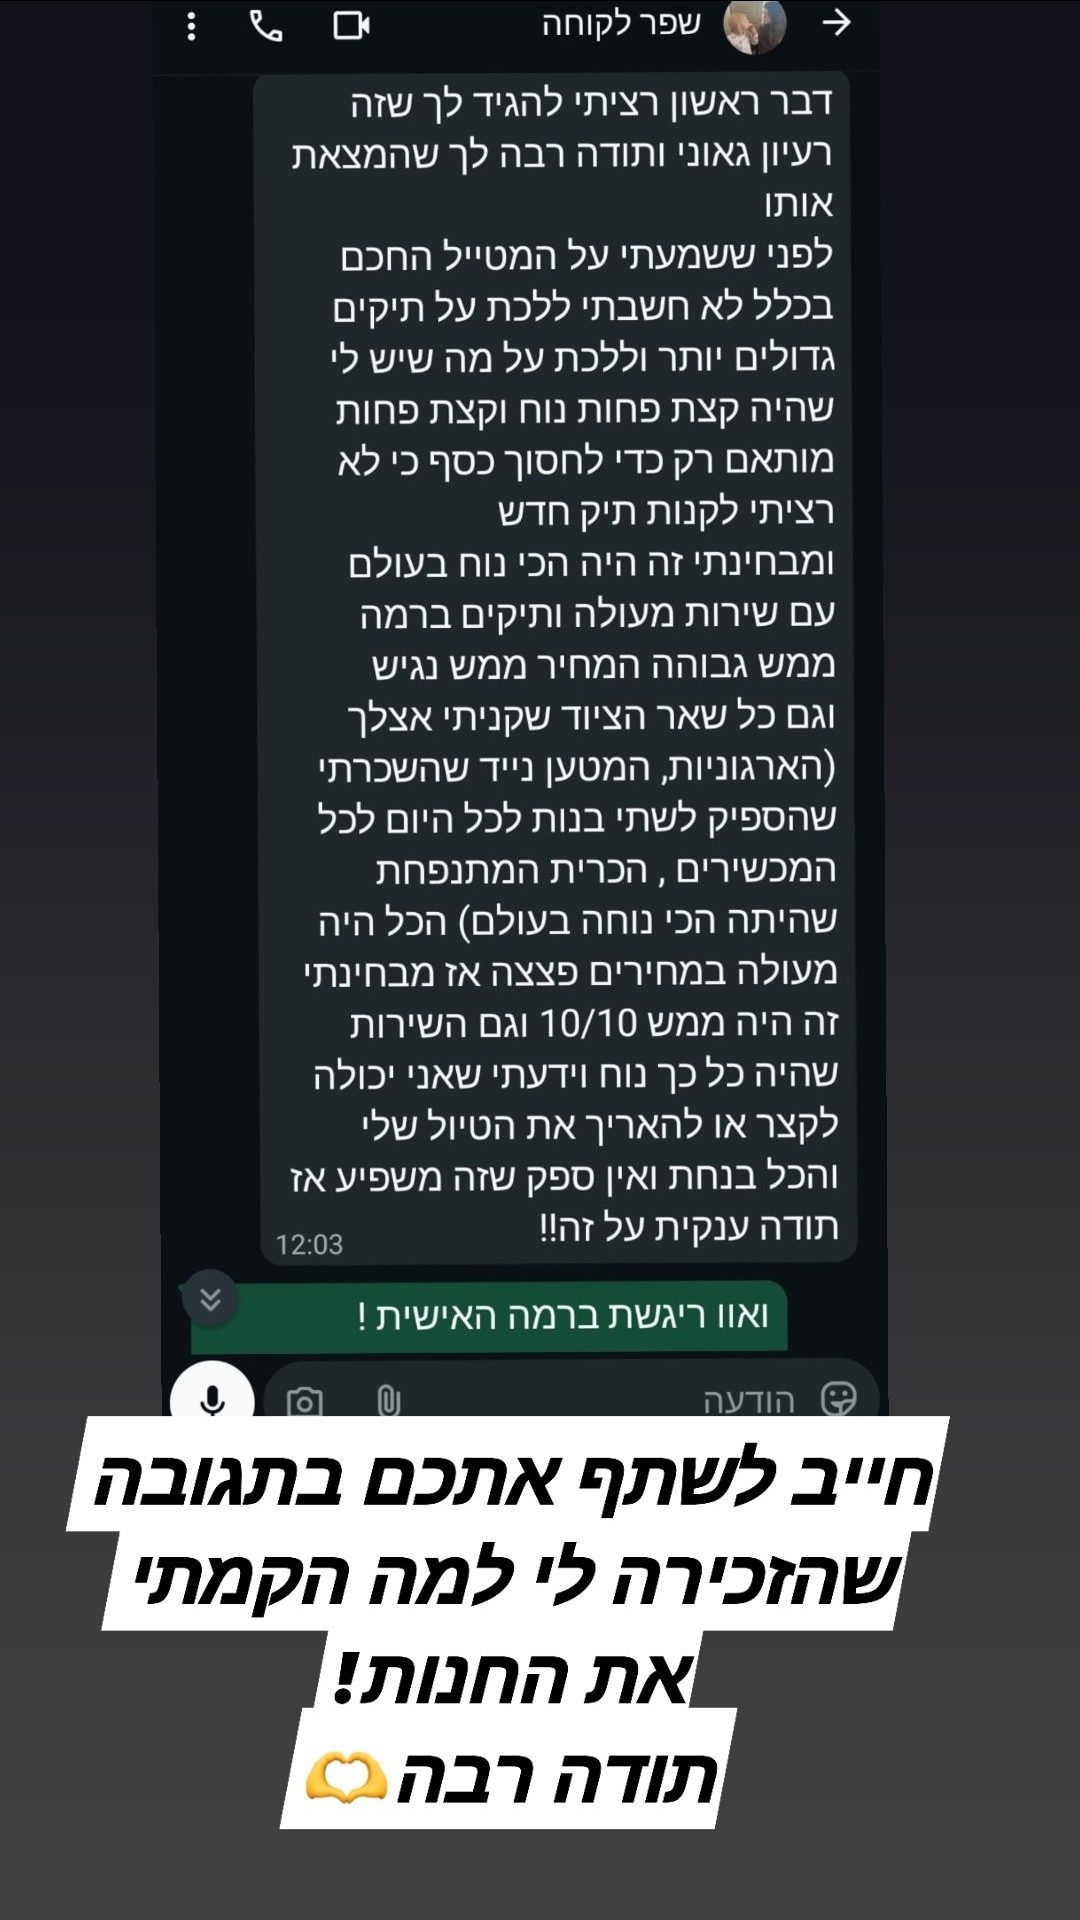 שפר לקוחה
דבר ראשון רציתי להגיד לך שזה
רעיון גאוני ותודה רבה לך שהמצאת
אותו
לפני ששמעתי על המטייל החכם
בכלל לא חשבתי ללכת על תיקים
גדולים יותר וללכת על מה שיש לי
שהיה קצת פחות נוח וקצת פחות
מותאם רק כדי לחסוך כסף כי לא
רציתי לקנות תיק חדש
ומבחינתי זה היה הכי נוח בעולם
עם שירות מעולה ותיקים ברמה
ממש גבוהה המחיר ממש נגיש
וגם כל שאר הציוד שקניתי אצלך
(הארגוניות, המטען נייד שהשכרתי
שהספיק לשתי בנות לכל היום לכל
המכשירים , הכרית המתנפחת
שהיתה הכי נוחה בעולם) הכל היה
מעולה במחירים פצצה אז מבחינתי
זה היה ממש 10/10 וגם השירות
שהיה כל כך נוח וידעתי שאני יכולה
לקצר או להאריך את הטיול שלי
והכל בנחת ואין ספק שזה משפיע אז
תודה ענקית על זה!!
12:03
ואוו ריגשת ברמה האישית !
הודעה
חייב לשתף אתכם בתגובה
שהזכירה לי למה הקמתי
את החנות!
תודה רבה🫶